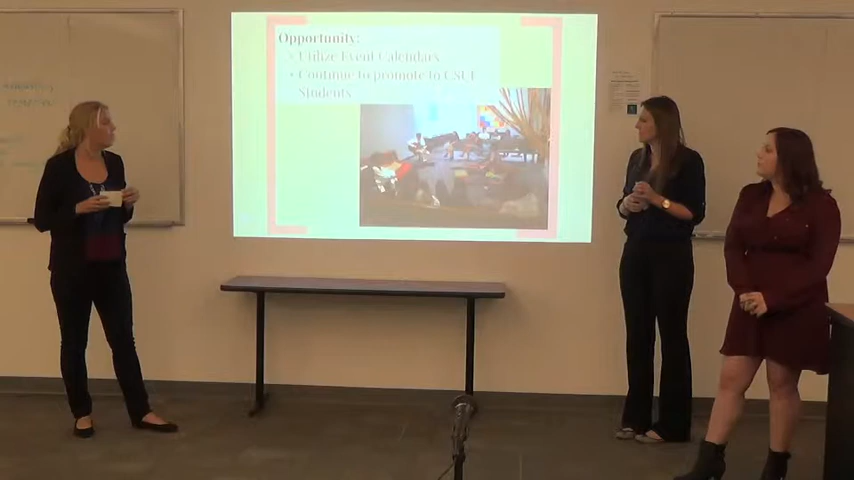 Opportunity:
Utilize Event Calendars
Continue to promote to CSUF
Students